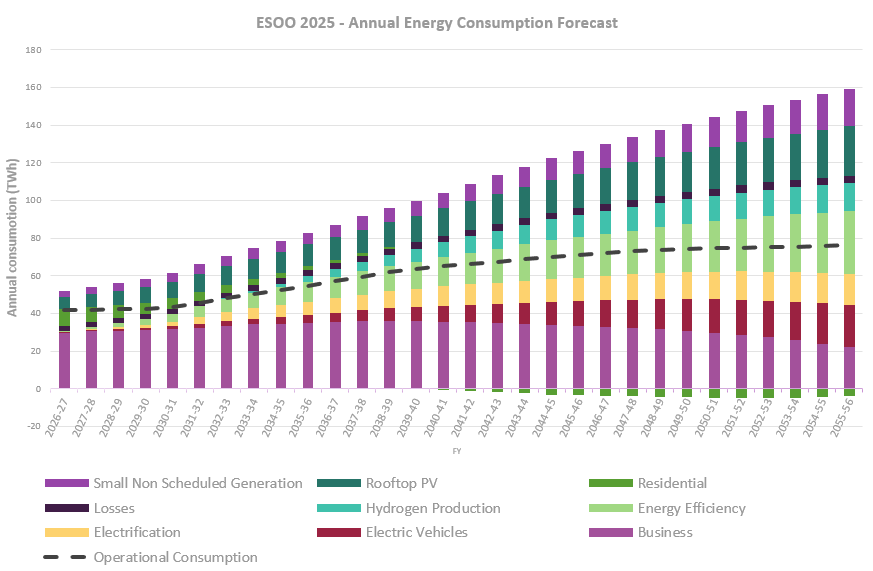 ESOO 2025 - Annual Energy Consumption Forecast
Annual consumotion (TWh)
180
160
140
120
100
80
60
40
20
0
-20
2026-27 2027-28 2028-29 2029-30 2030-31 2031-32 2032-33 2033-34 2034-35 2035-36 2036-37 2037-38 2038-39 2039-40 2040-41 2041-42 2042-43 2043-44 2044-45 2045-46 2046-47 2047-48 2048-49 2049-50 2050-51 2051-52 2052-53 2053-54 2054-55 2055-56
FY
Small Non Scheduled Generation Rooftop PV Residential
Losses Hydrogen Production Energy Efficiency
Electrification Electric Vehicles Business
Operational Consumption